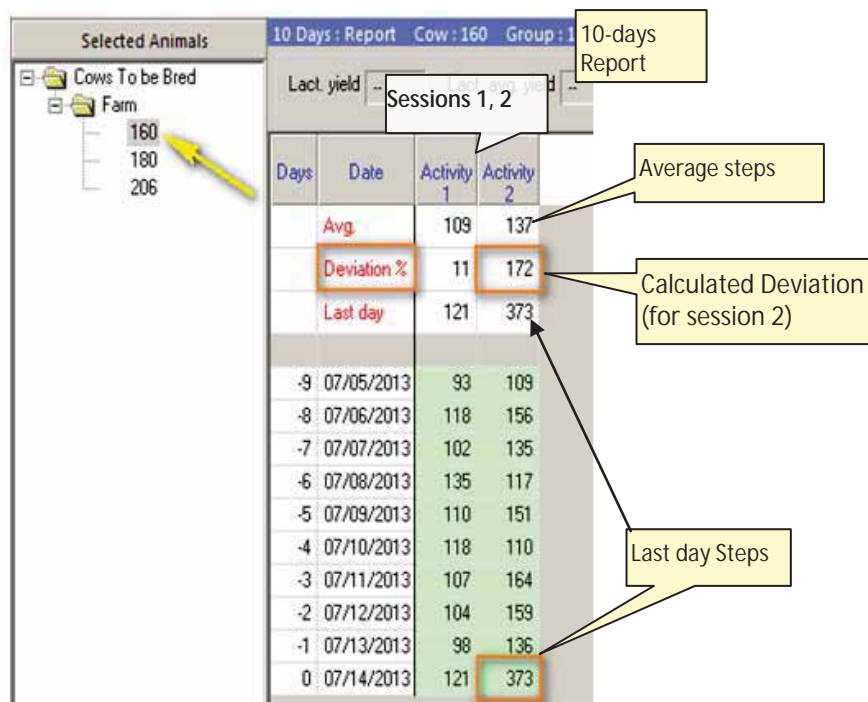 Selected Animals
Cows To be Bred
Farm
160
180
206
10 Days : Report Cow : 160 Group : 1
10-days
Report
Lact. yield --
Lact. avg. yield --
Sessions 1, 2
Days Date Activity 1 Activity 2
Avg. 109 137
Deviation % 11 172
Last day 121 373
-9 07/05/2013 93 109
-8 07/06/2013 118 156
-7 07/07/2013 102 135
-6 07/08/2013 135 117
-5 07/09/2013 110 151
-4 07/10/2013 118 110
-3 07/11/2013 107 164
-2 07/12/2013 104 159
-1 07/13/2013 98 136
0 07/14/2013 121 373
Average steps
Calculated Deviation
(for session 2)
Last day Steps